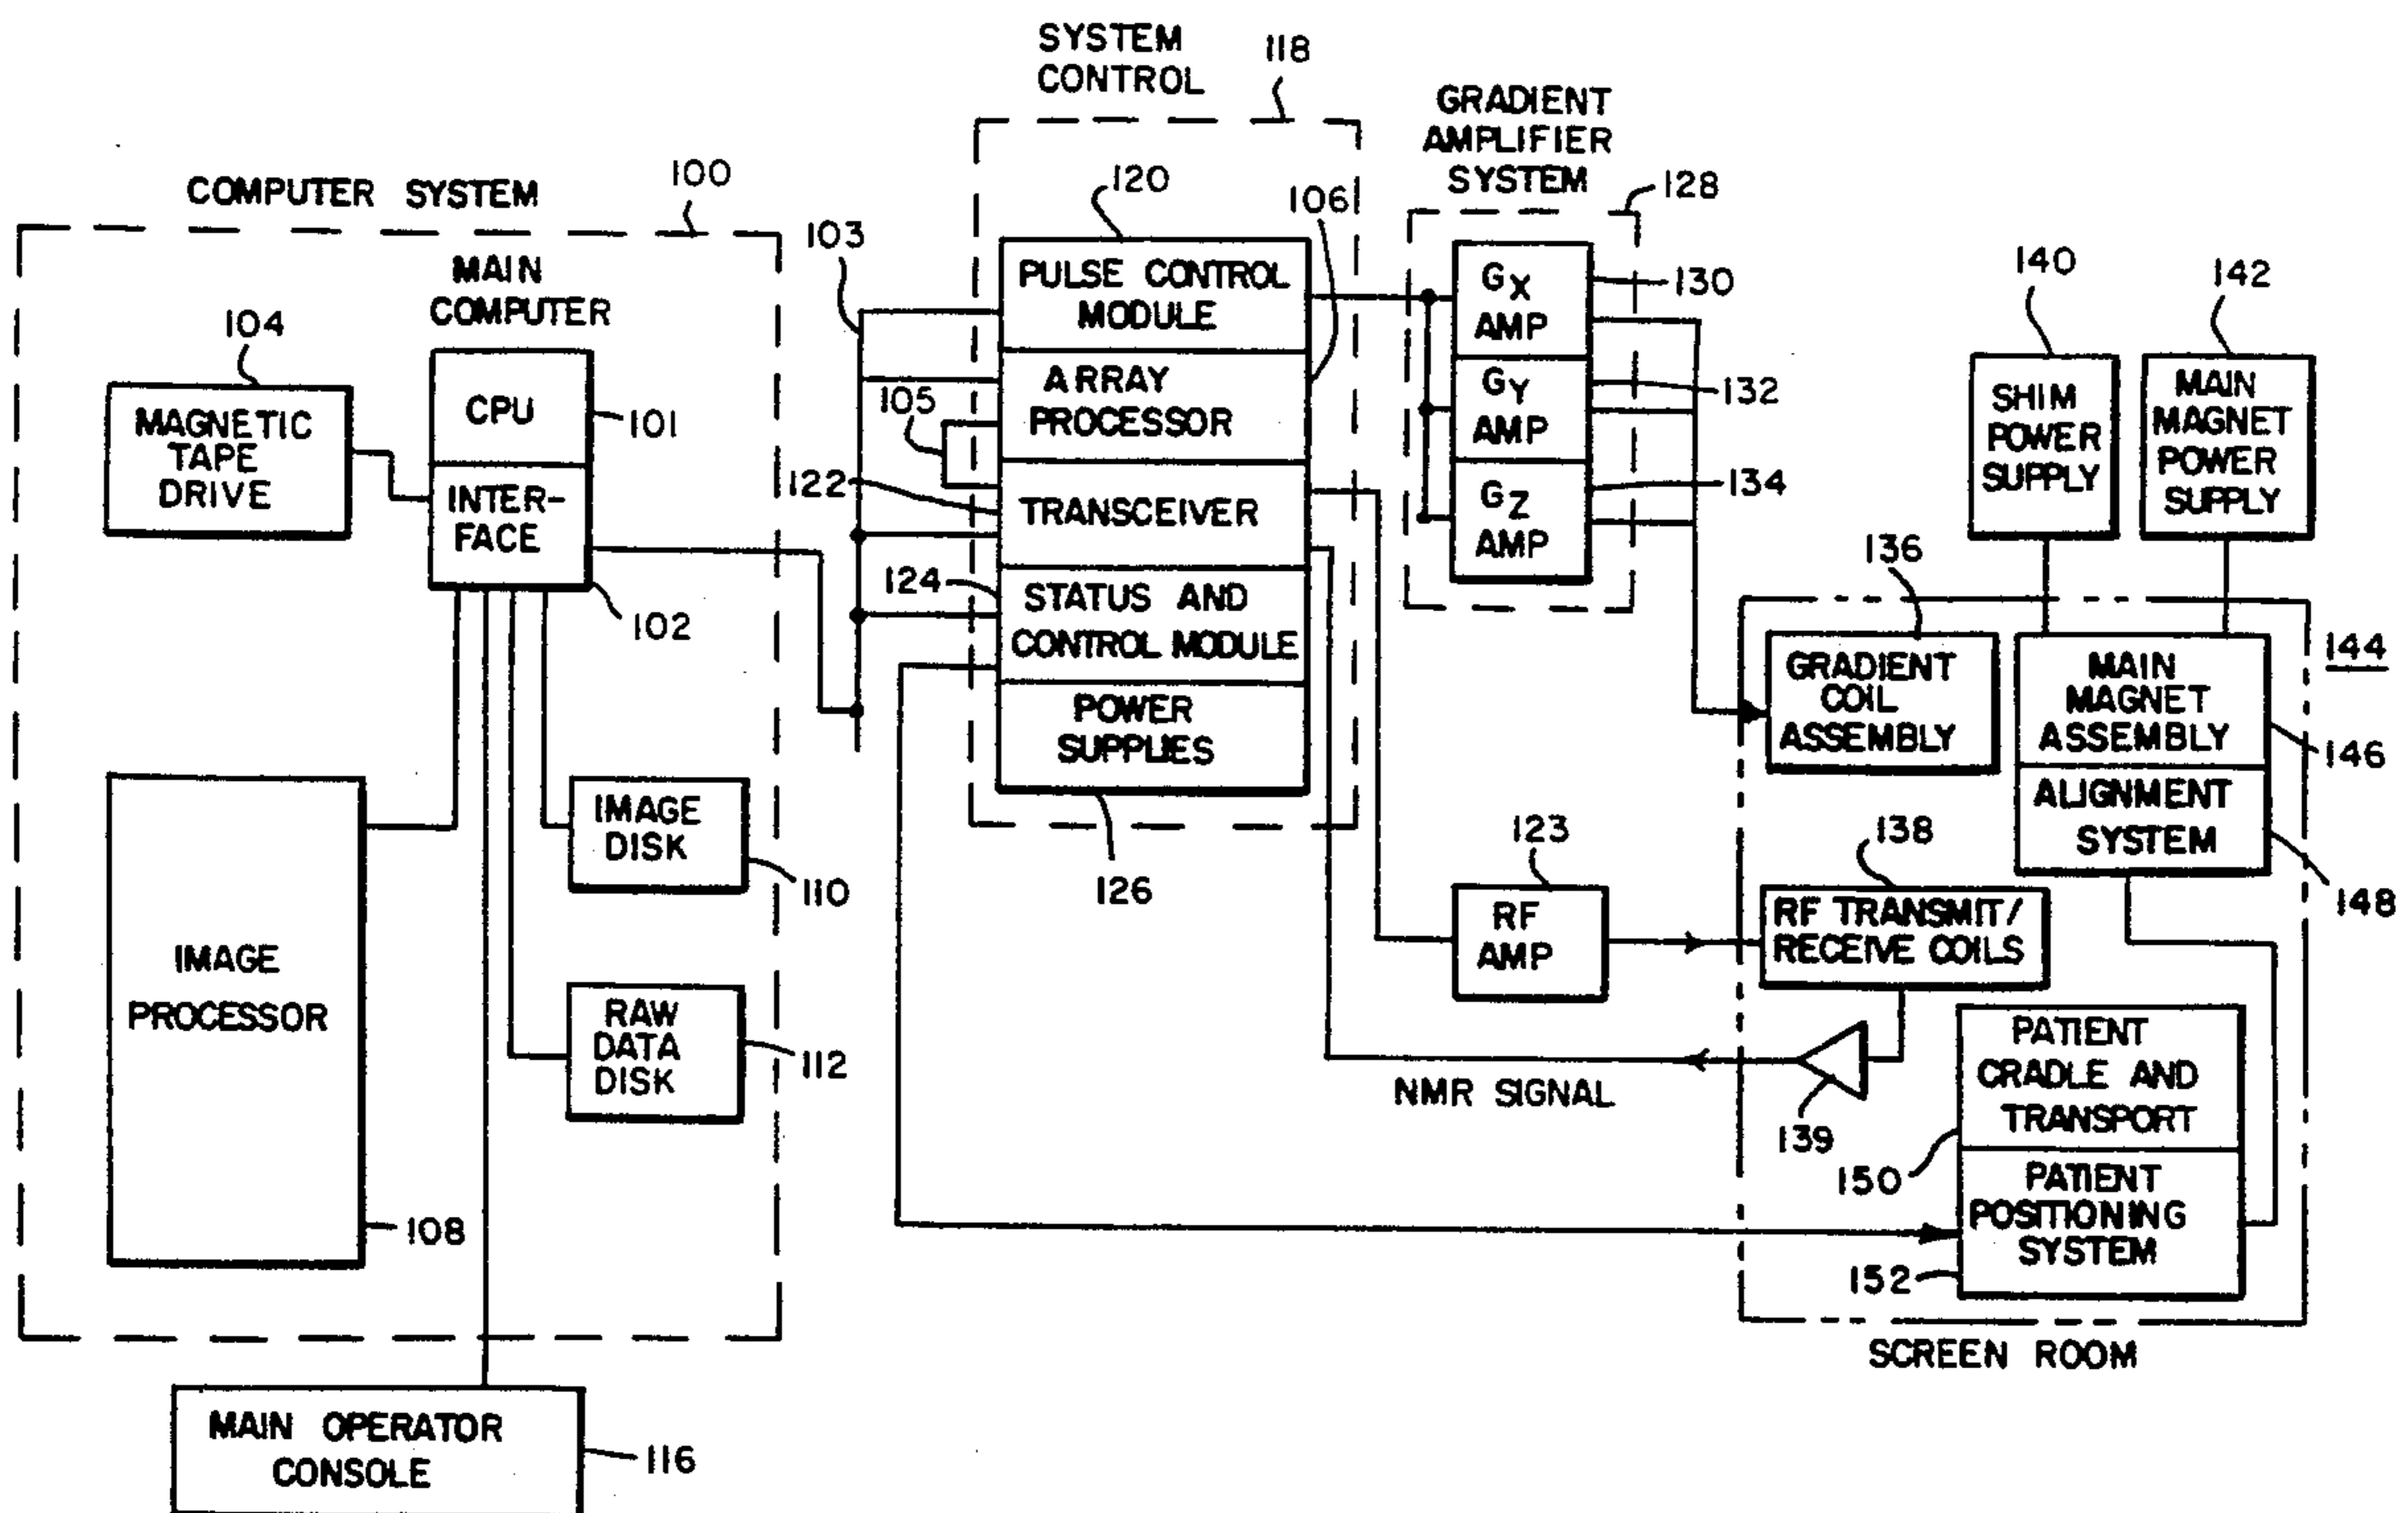 SYSTEM
CONTROL
118
GRADIENT
AMPLIFIER
SYSTEM
128
COMPUTER SYSTEM
100
MAIN
COMPUTER
104
MAGNETIC
TAPE
DRIVE
CPU
101
INTER-
FACE
102
103
105
120
106
PULSE CONTROL
MODULE
ARRAY
PROCESSOR
122
TRANSCEIVER
124
STATUS AND
CONTROL MODULE
POWER
SUPPLIES
126
GX
AMP
130
GY
AMP
132
GZ
AMP
134
140
SHIM
POWER
SUPPLY
142
MAIN
MAGNET
POWER
SUPPLY
136
GRADIENT
COIL
ASSEMBLY
MAIN
MAGNET
ASSEMBLY
144
146
ALIGNMENT
SYSTEM
148
IMAGE
PROCESSOR
108
IMAGE
DISK
110
RAW
DATA
DISK
112
123
RF
AMP
138
RF TRANSMIT/
RECEIVE COILS
NMR SIGNAL
139
PATIENT
CRADLE AND
TRANSPORT
150
PATIENT
POSITIONING
SYSTEM
152
SCREEN ROOM
MAIN OPERATOR
CONSOLE
116